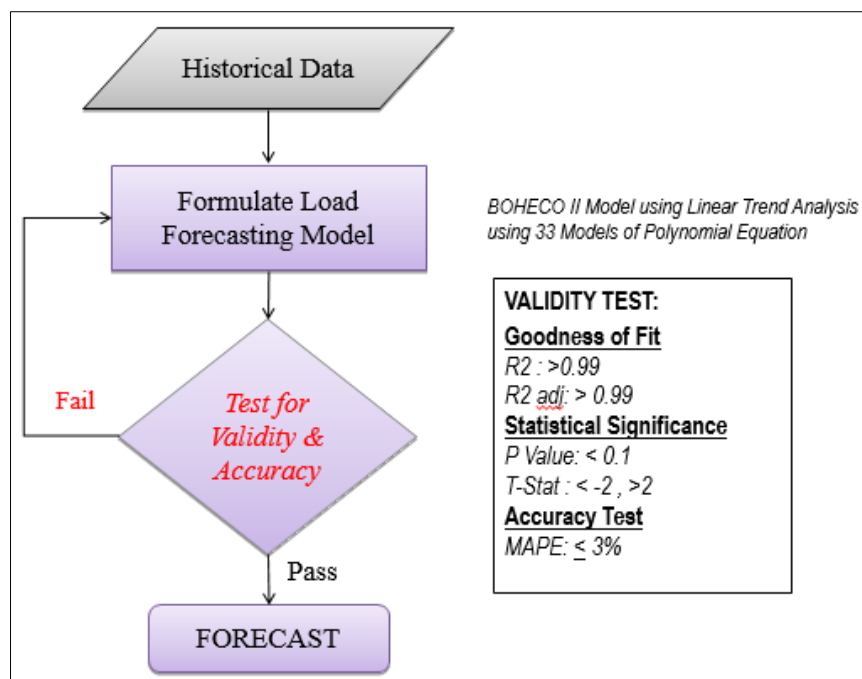 Historical Data
Formulate Load
Forecasting Model
BOHECO II Model using Linear Trend Analysis
using 33 Models of Polynomial Equation
Fail
Test for
Validity &
Accuracy
Pass
FORECAST
VALIDITY TEST:
Goodness of Fit
R2 : >0.99
R2 adj: > 0.99
Statistical Significance
P Value: < 0.1
T-Stat : < -2 , >2
Accuracy Test
MAPE: ≤ 3%